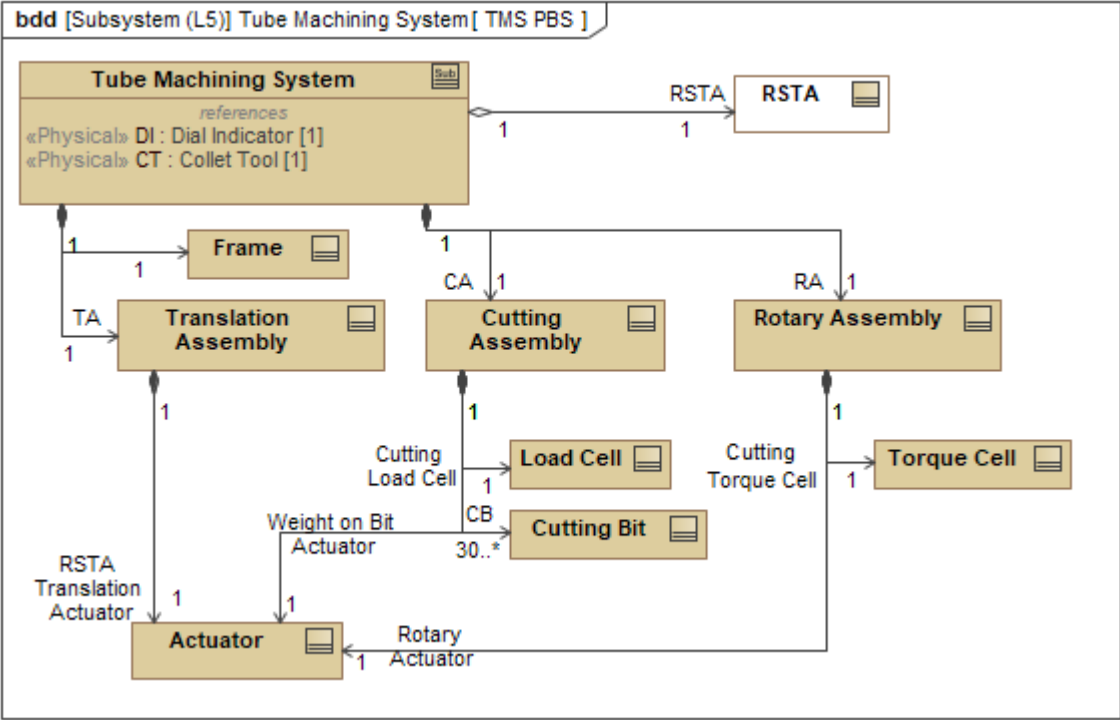 bdd [Subsystem (L5)] Tube Machining System[ TMS PBS ]
Tube Machining System
Sub
references
«Physical» DI : Dial Indicator [1]
«Physical» CT : Collet Tool [1]
RSTA
1
1
RSTA
1
1
Frame
TA
1
Translation
Assembly
1
CA
1
Cutting
Assembly
RA
1
Rotary Assembly
1
1
1
Cutting
Load Cell
1
Load Cell
Cutting
Torque Cell
1
Torque Cell
CB
30..*
Cutting Bit
Weight on Bit
Actuator
1
RSTA
Translation
Actuator
1
Actuator
Rotary
Actuator
1